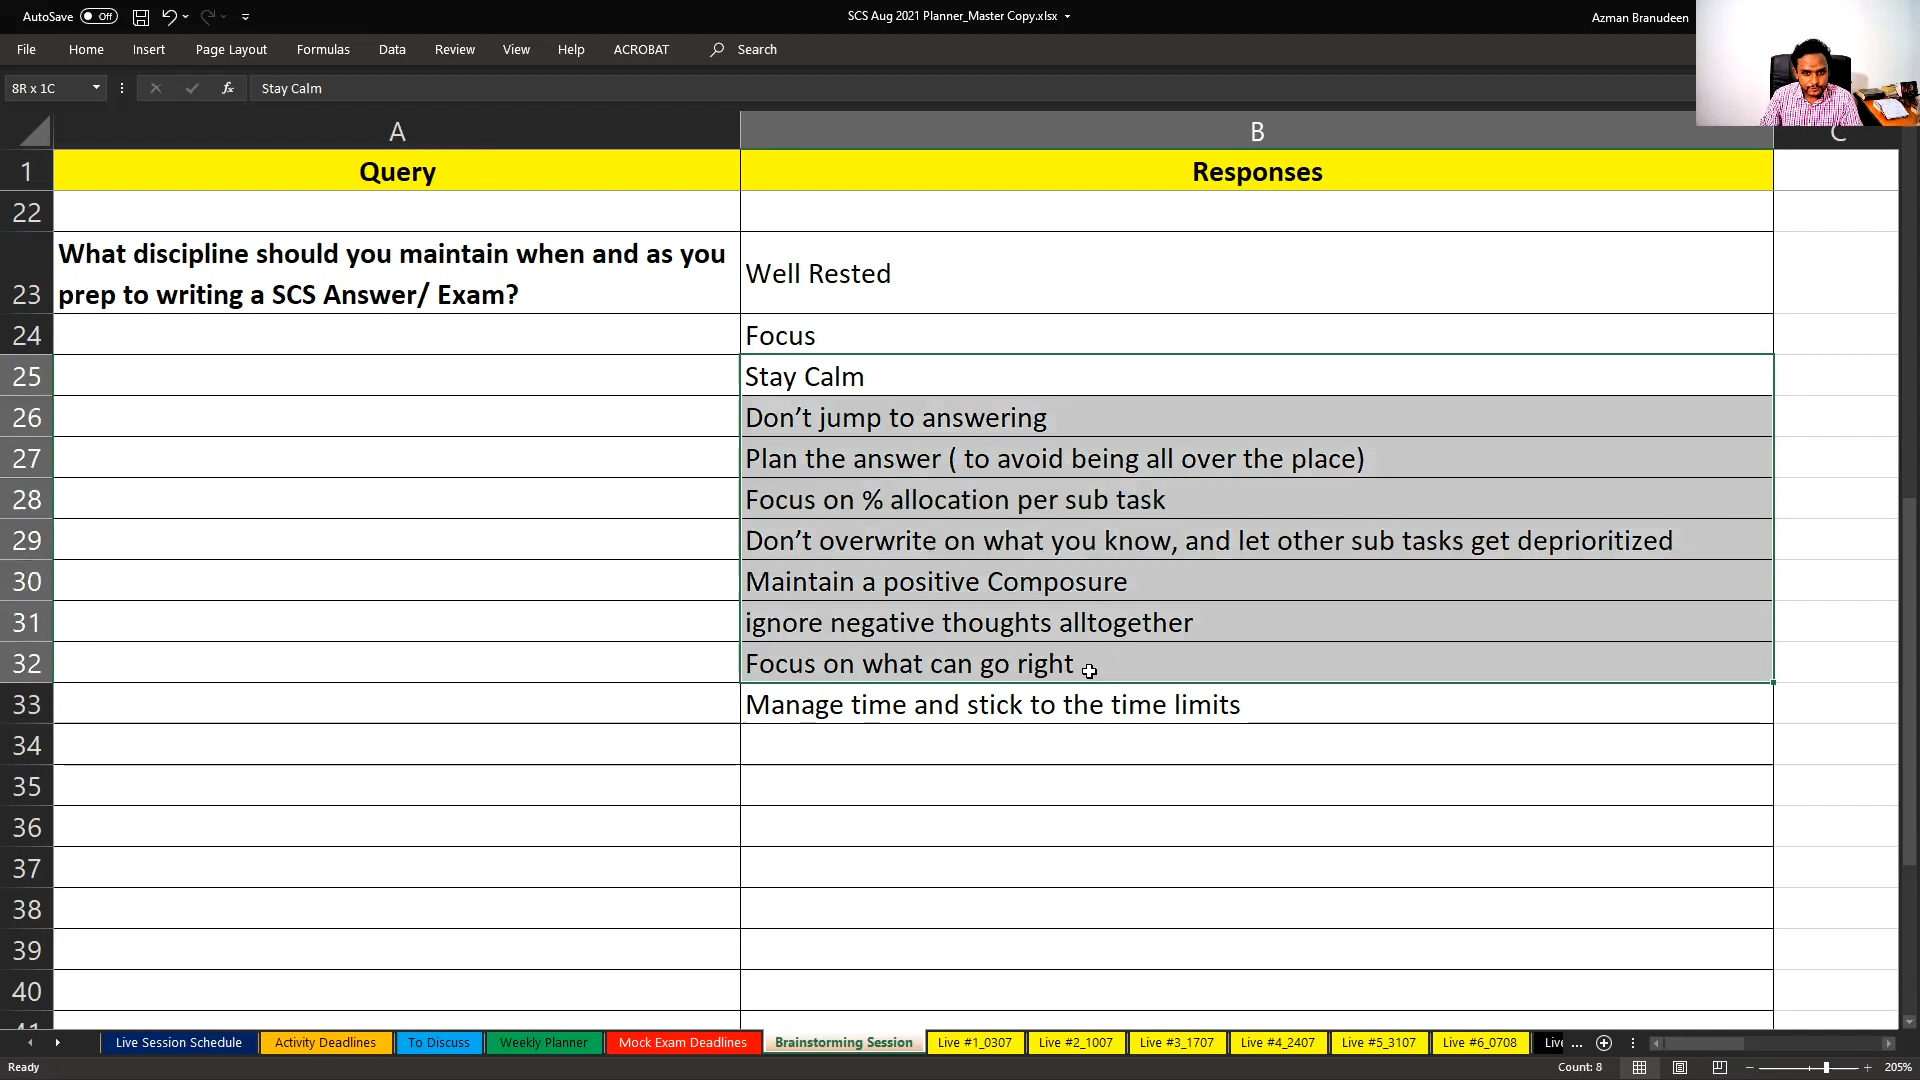 AutoSave Off
SCS Aug 2021 Planner_Master Copy.xlsx
Azman Branudeen
File Home Insert Page Layout Formulas Data Review View Help ACROBAT Search
8R x 1C fx Stay Calm
A B C
1 Query Responses
22
23 What discipline should you maintain when and as you
prep to writing a SCS Answer/ Exam? Well Rested
24 Focus
25 Stay Calm
26 Don’t jump to answering
27 Plan the answer ( to avoid being all over the place)
28 Focus on % allocation per sub task
29 Don’t overwrite on what you know, and let other sub tasks get deprioritized
30 Maintain a positive Composure
31 ignore negative thoughts alltogether
32 Focus on what can go right
33 Manage time and stick to the time limits
34
35
36
37
38
39
40
41
Live Session Schedule Activity Deadlines To Discuss Weekly Planner Mock Exam Deadlines Brainstorming Session Live #1_0307 Live #2_1007 Live #3_1707 Live #4_2407 Live #5_3107 Live #6_0708 Live ...
Ready Count: 8 205%